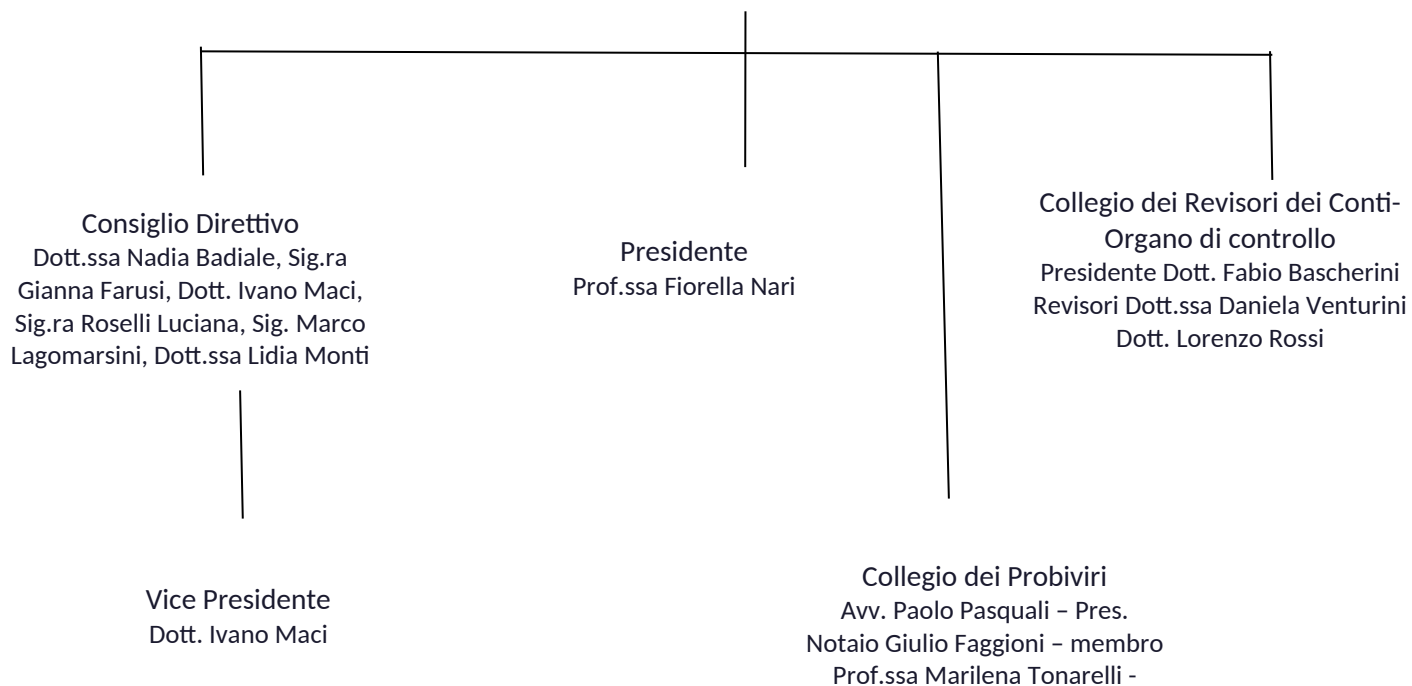 Consiglio Direttivo
Dott.ssa Nadia Badiale, Sig.ra
Gianna Farusi, Dott. Ivano Maci,
Sig.ra Roselli Luciana, Sig. Marco
Lagomarsini, Dott.ssa Lidia Monti
Presidente
Prof.ssa Fiorella Nari
Collegio dei Revisori dei Conti-
Organo di controllo
Presidente Dott. Fabio Bascherini
Revisori Dott.ssa Daniela Venturini
Dott. Lorenzo Rossi
Vice Presidente
Dott. Ivano Maci
Collegio dei Probiviri
Avv. Paolo Pasquali – Pres.
Notaio Giulio Faggioni – membro
Prof.ssa Marilena Tonarelli -